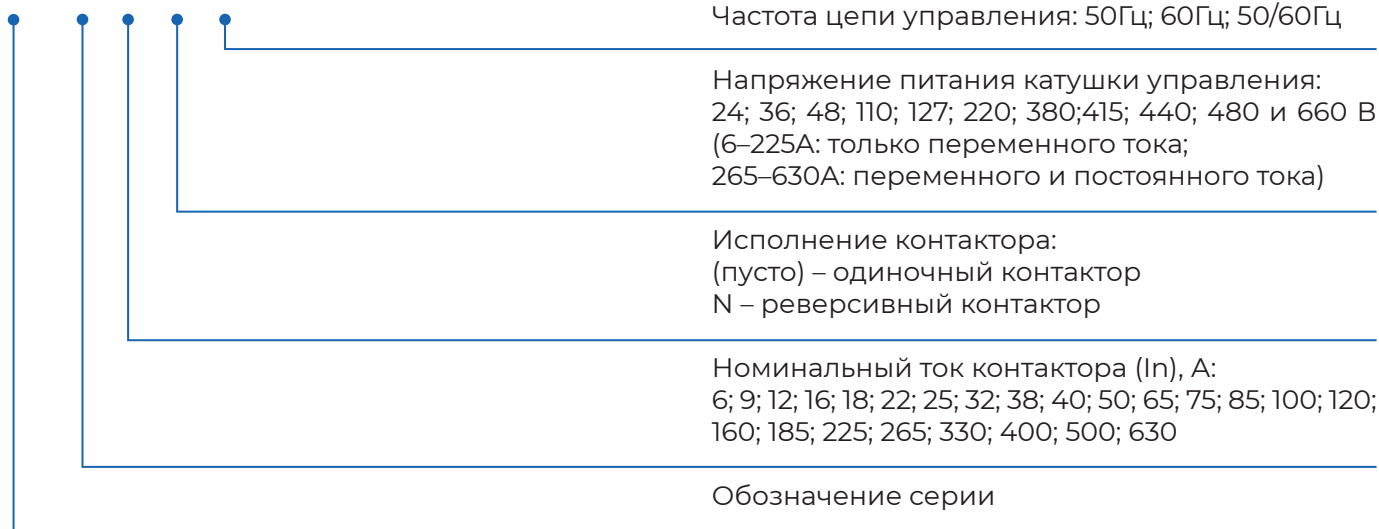 Частота цепи управления: 50Гц; 60Гц; 50/60Гц
Напряжение питания катушки управления:
24; 36; 48; 110; 127; 220; 380;415; 440; 480 и 660 В
(6–225А: только переменного тока;
265–630А: переменного и постоянного тока)
Исполнение контактора:
(пусто) – одиночный контактор
N – реверсивный контактор
Номинальный ток контактора (In), А:
6; 9; 12; 16; 18; 22; 25; 32; 38; 40; 50; 65; 75; 85; 100; 120;
160; 185; 225; 265; 330; 400; 500; 630
Обозначение серии